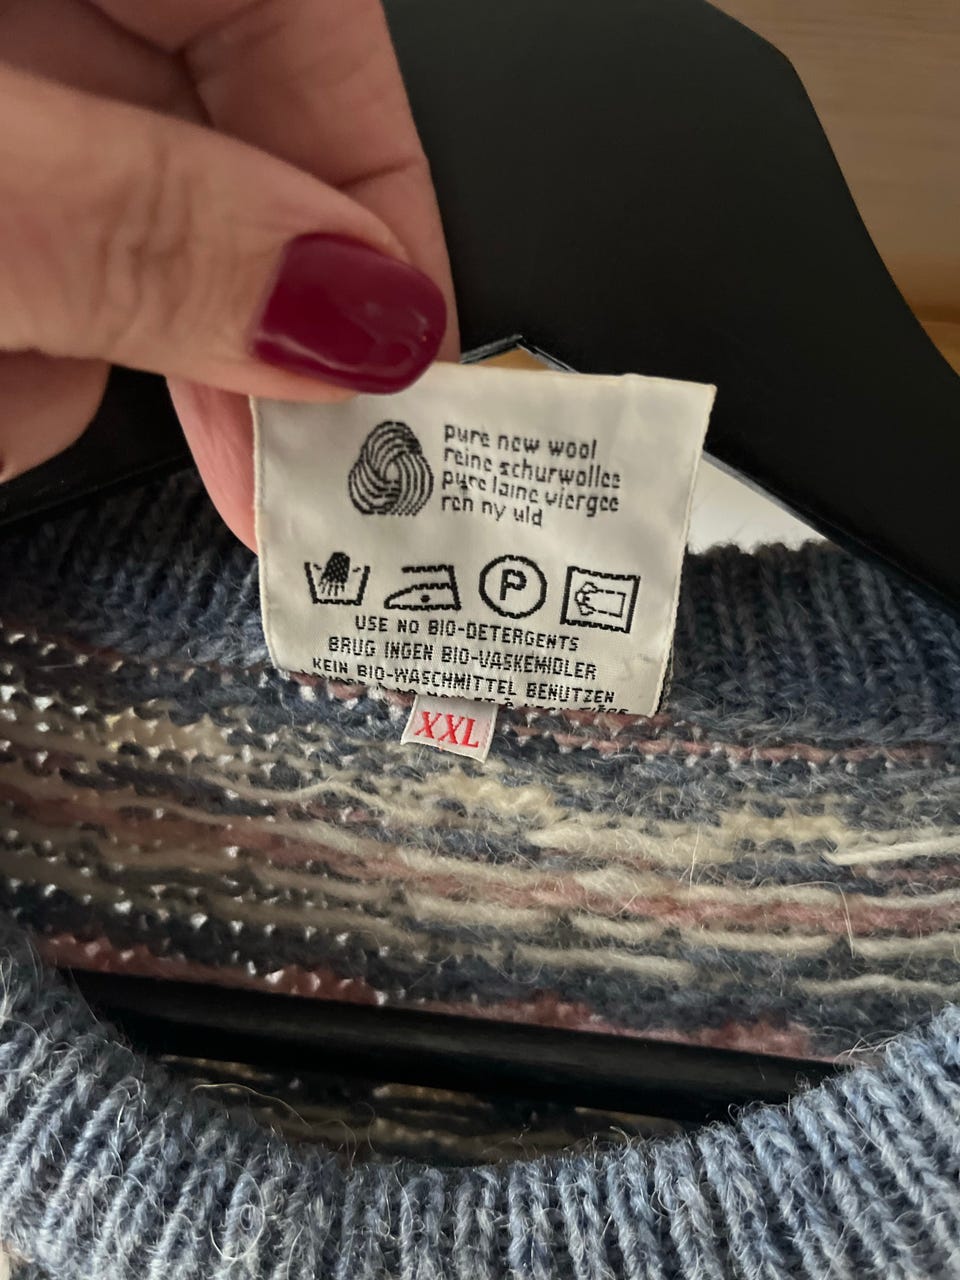 pure new wool
reine schurwollee
pure laine viergee
ren ny uld
P
USE NO BIO-DETERGENTS
BRUG INGEN BIO-VASKEMIDLER
KEIN BIO-WASCHMITTEL BENUTZEN
XXL